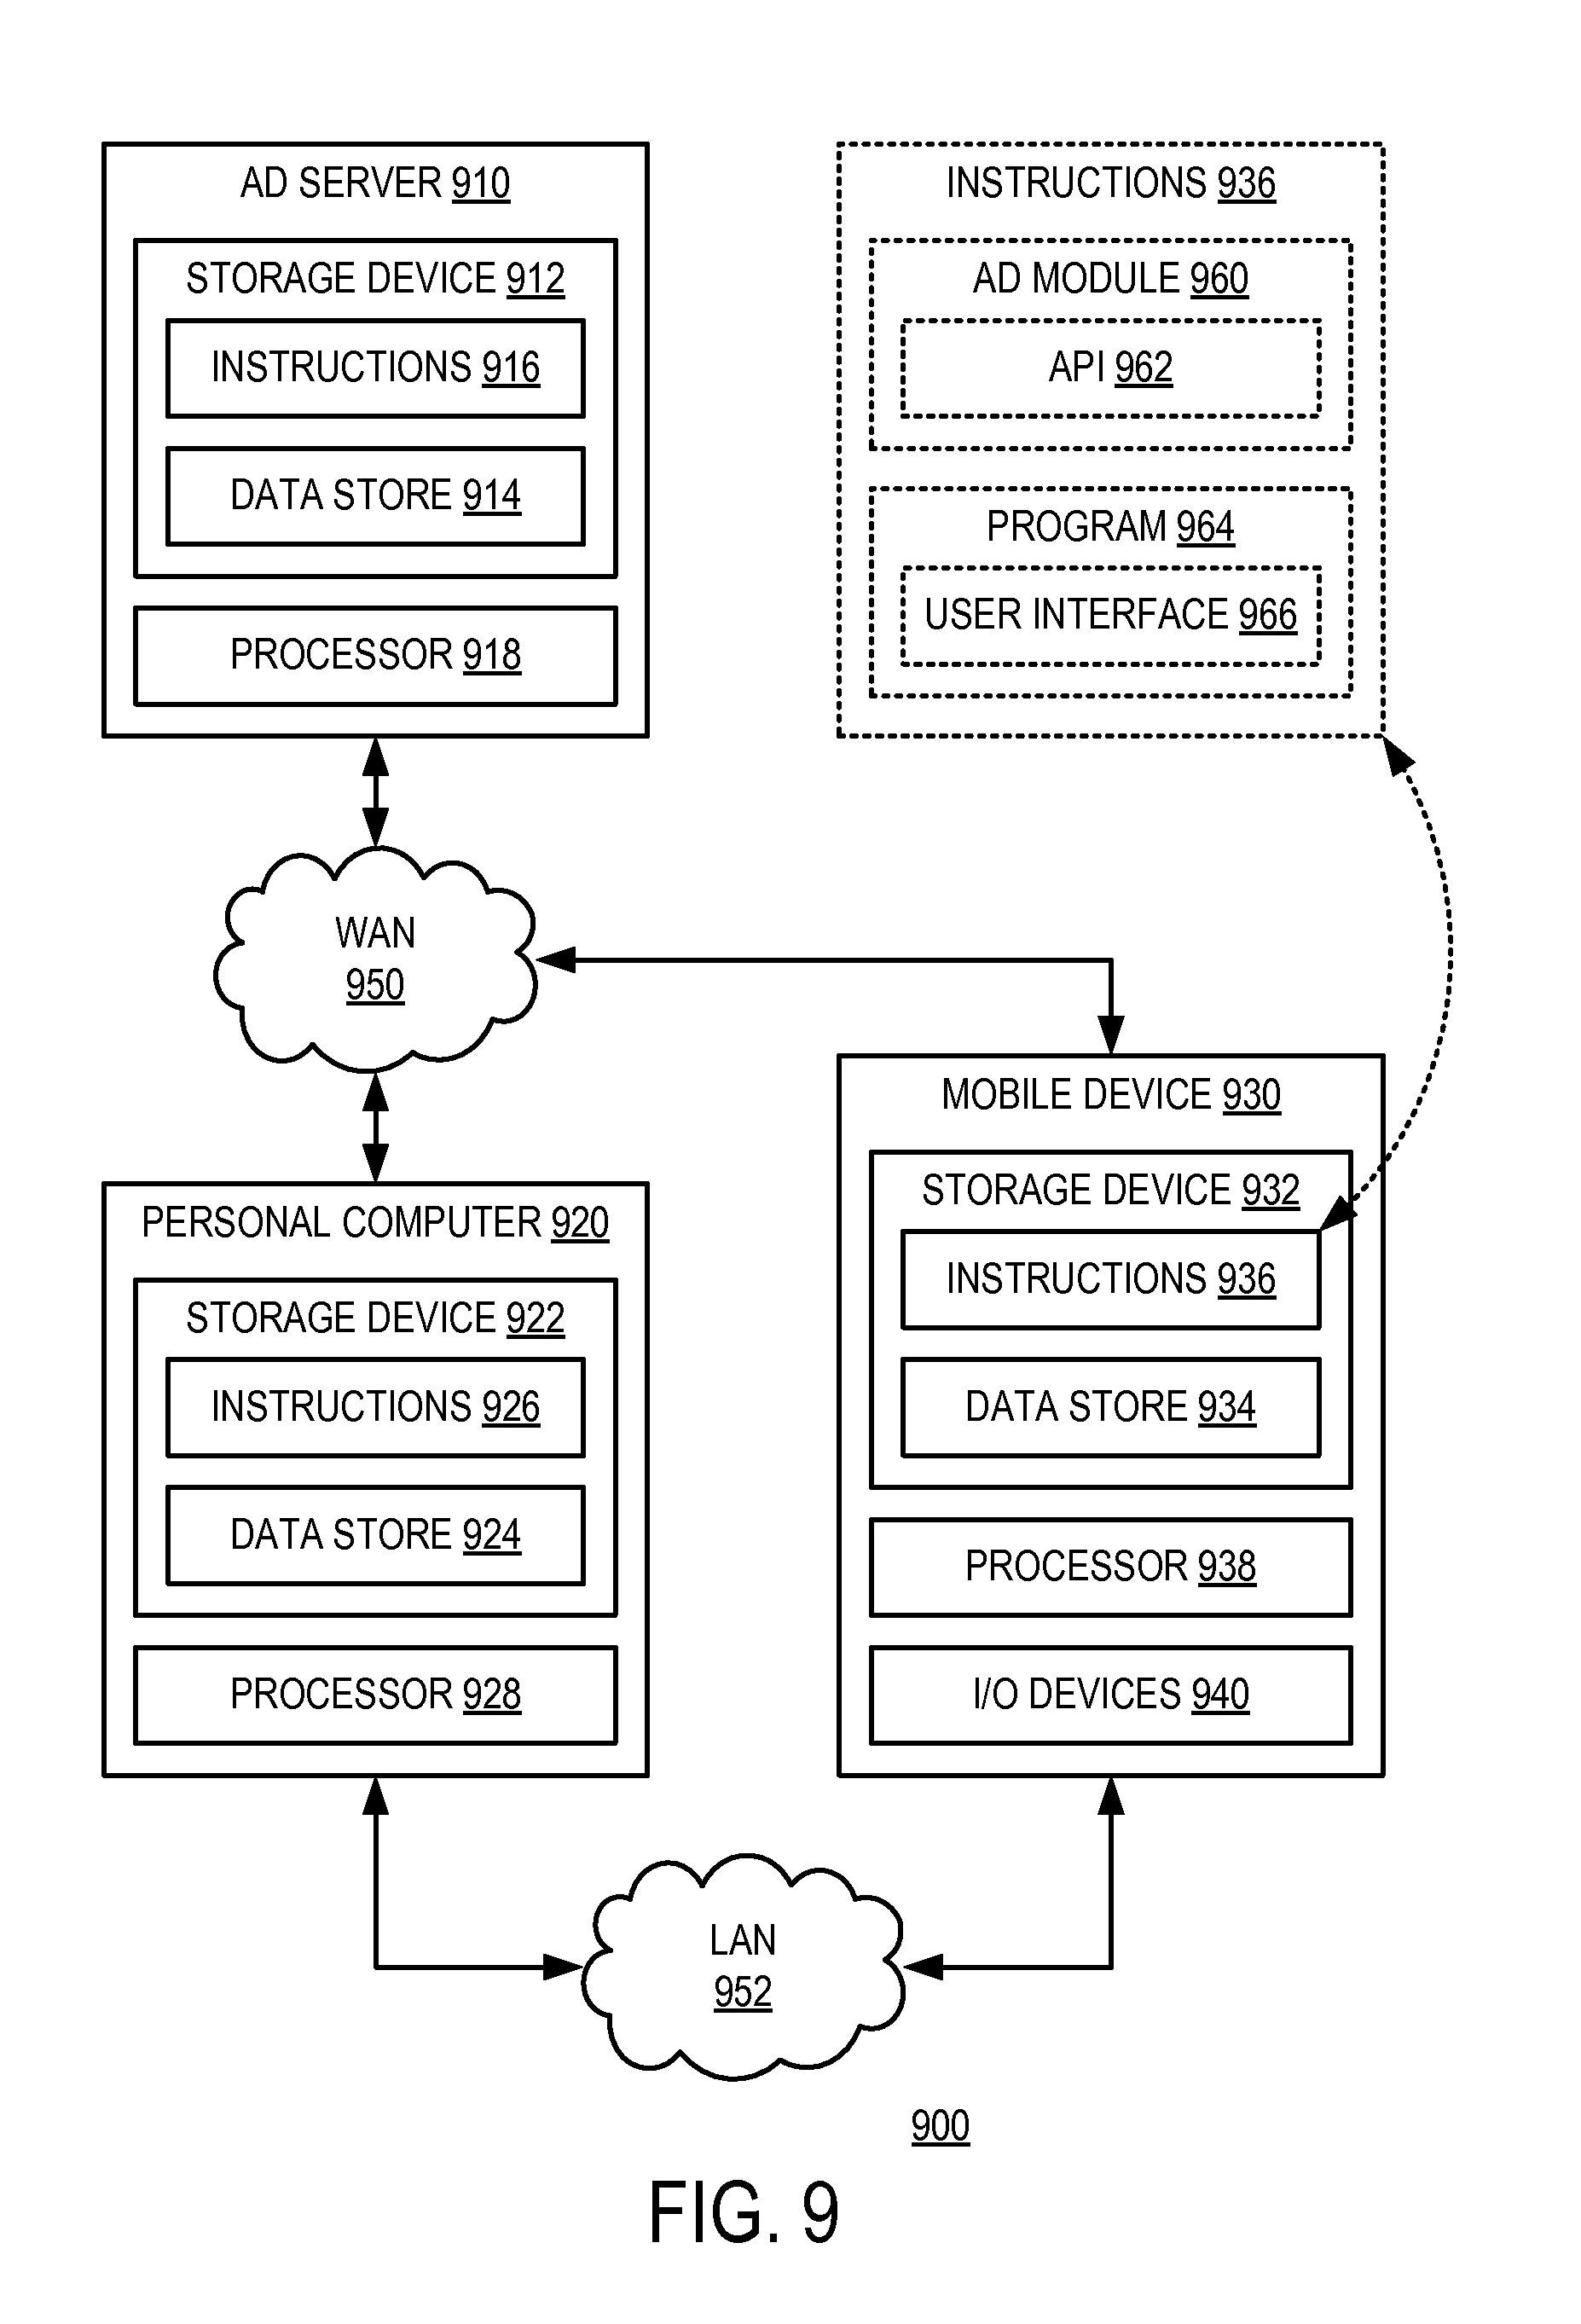 AD SERVER 910
STORAGE DEVICE 912
INSTRUCTIONS 916
DATA STORE 914
PROCESSOR 918
INSTRUCTIONS 936
AD MODULE 960
API 962
PROGRAM 964
USER INTERFACE 966
WAN
950
MOBILE DEVICE 930
STORAGE DEVICE 932
INSTRUCTIONS 936
DATA STORE 934
PROCESSOR 938
I/O DEVICES 940
PERSONAL COMPUTER 920
STORAGE DEVICE 922
INSTRUCTIONS 926
DATA STORE 924
PROCESSOR 928
LAN
952
900
FIG. 9